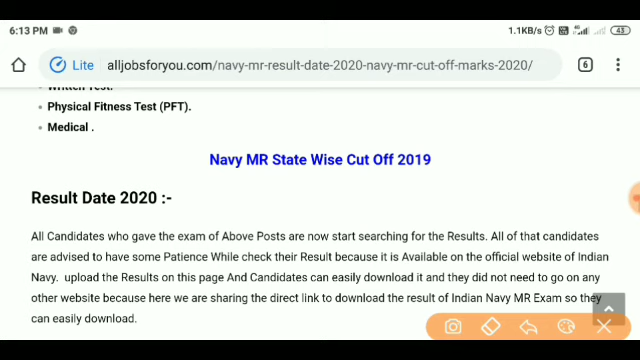 6:13 PM
1.1KB/s
43
Lite
alljobsforyou.com/navy-mr-result-date-2020-navy-mr-cut-off-marks-2020/
6
Written Test.
Physical Fitness Test (PFT).
Medical .
Navy MR State Wise Cut Off 2019
Result Date 2020 :-
All Candidates who gave the exam of Above Posts are now start searching for the Results. All of that candidates
are advised to have some Patience While check their Result because it is Available on the official website of Indian
Navy.  upload the Results on this page And Candidates can easily download it and they did not need to go on any
other website because here we are sharing the direct link to download the result of Indian Navy MR Exam so they
can easily download.